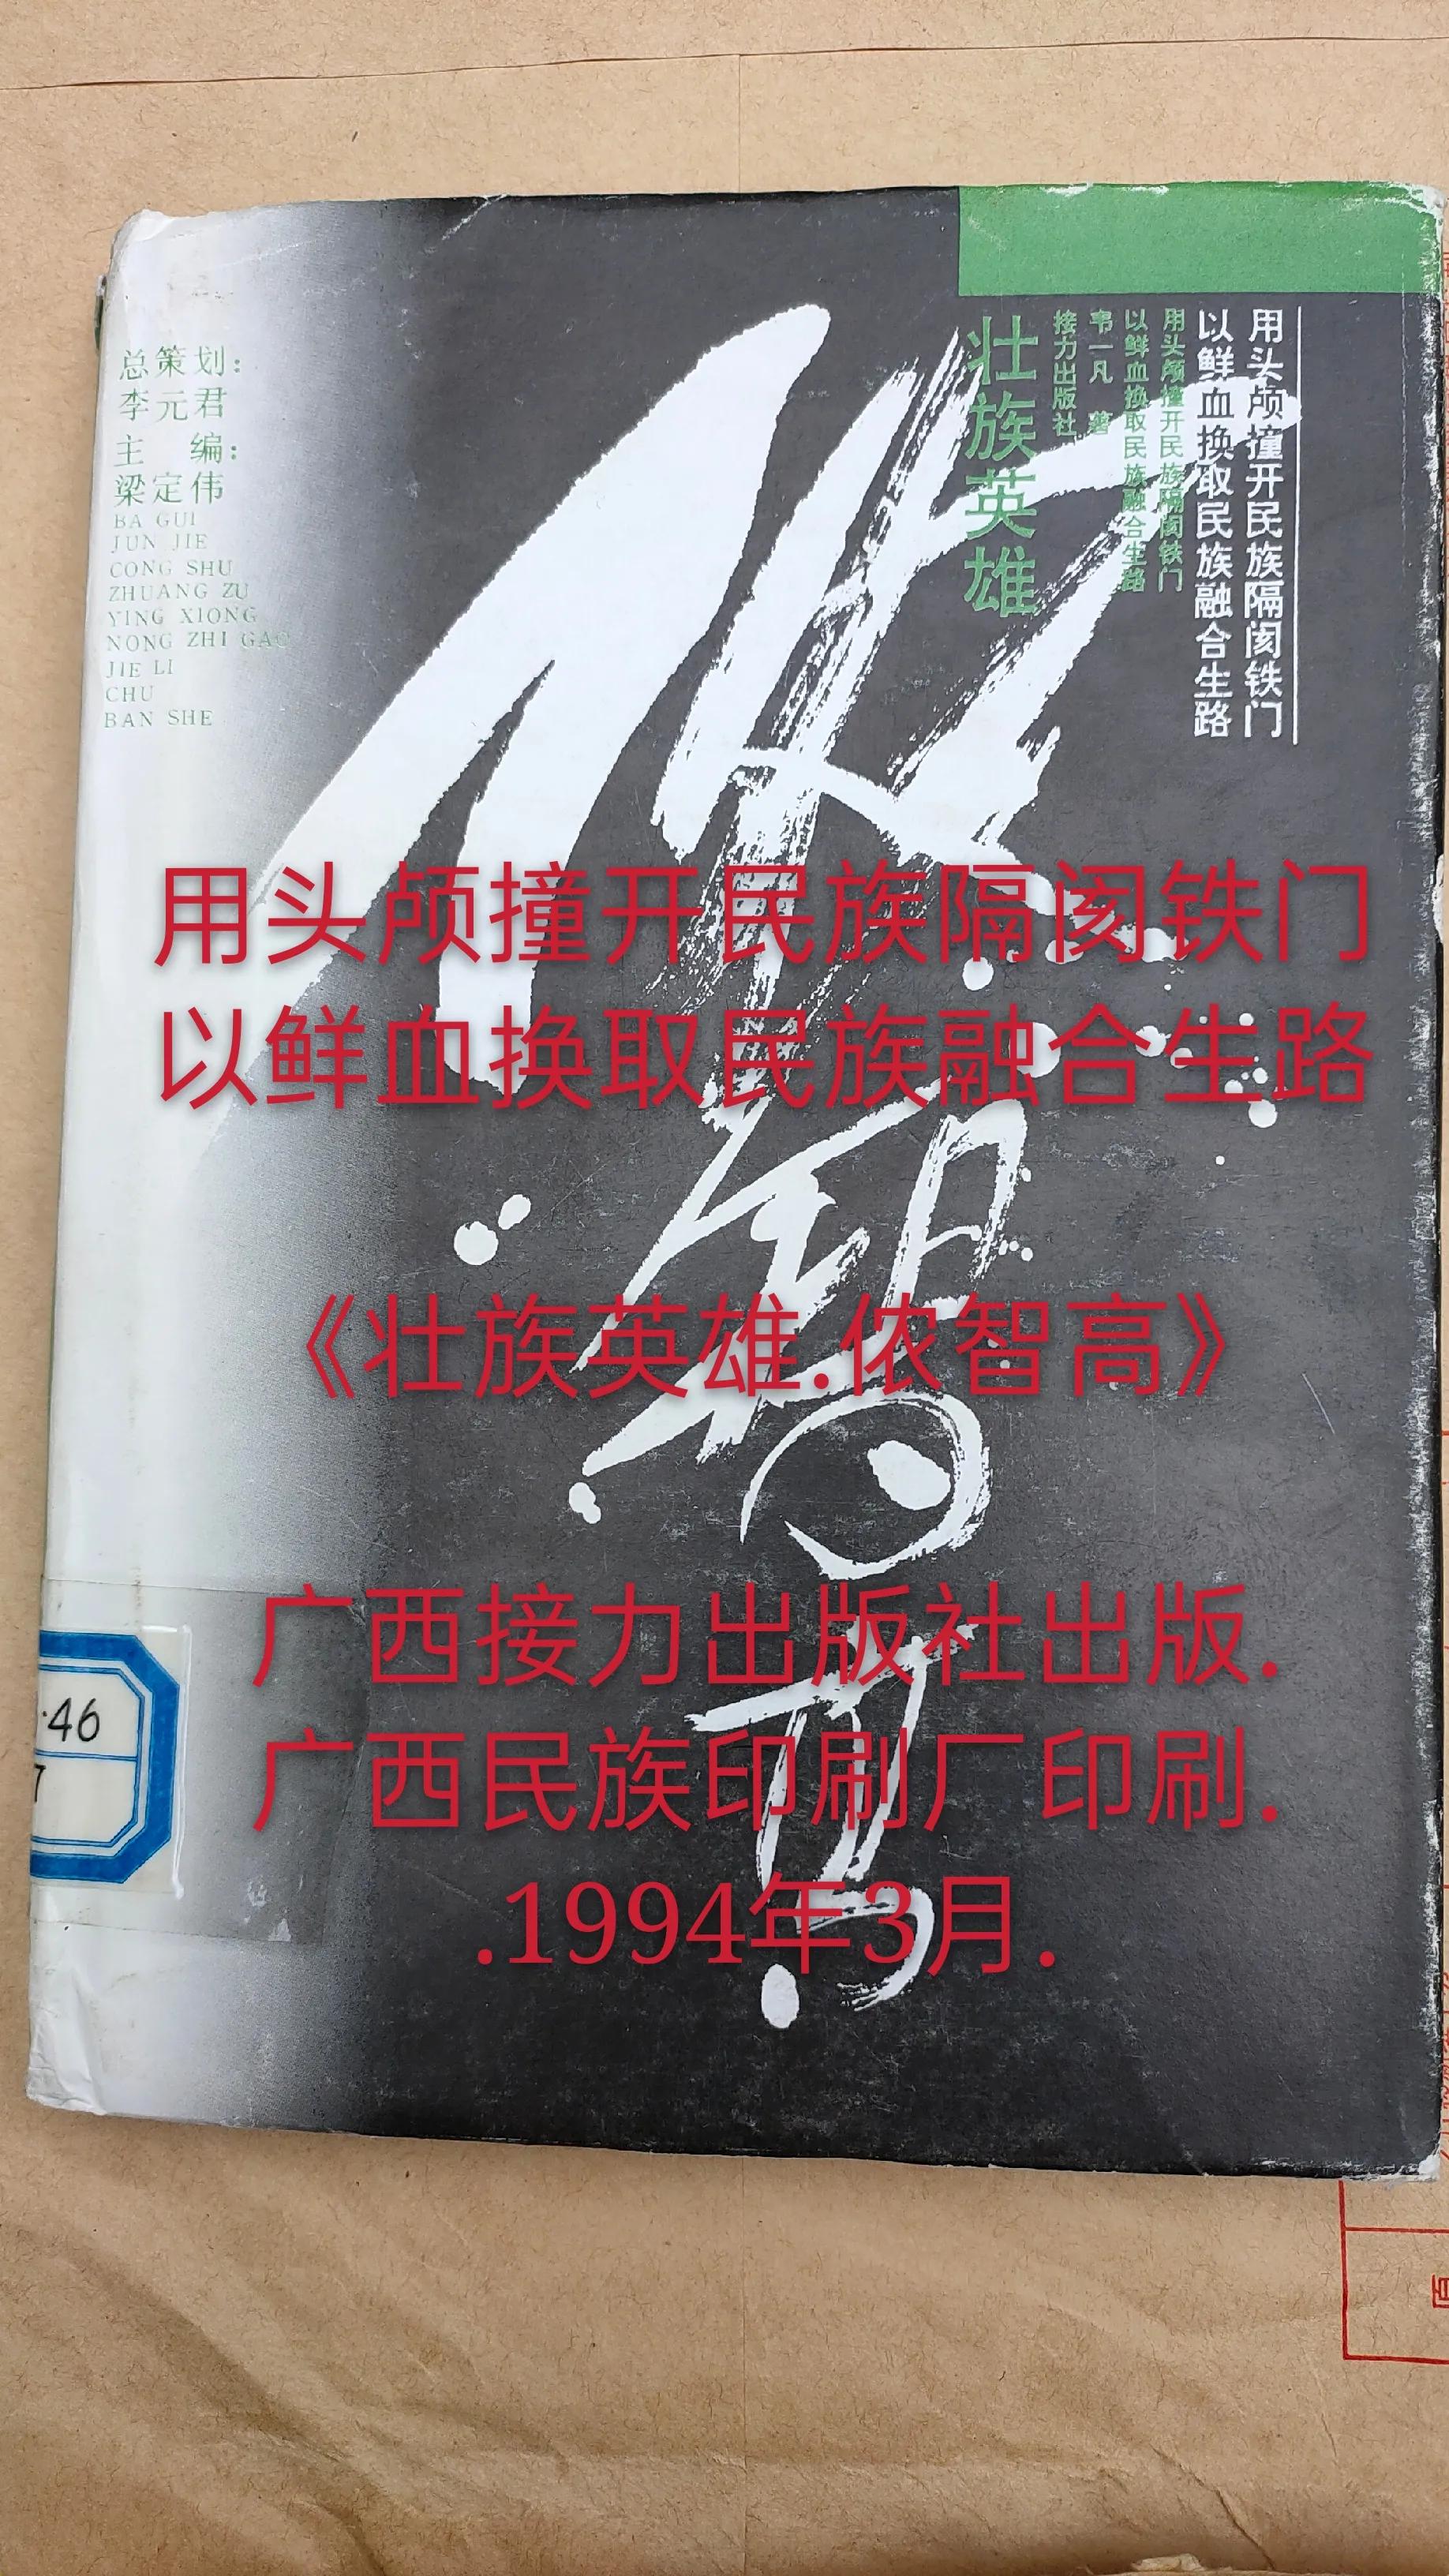 总策划:
李元君
主 编:
梁定伟
BA GUI
JUN JIE
CONG SHU
ZHUANG ZU
YING XIONG
NONG ZHI GAO
JIE LI
CHU
BAN SHE
用头颅撞开民族隔阂铁门
以鲜血换取民族融合生路
用头颅撞开民族隔阂铁门
以鲜血换取民族融合生路
韦一凡 著
接力出版社
壮族英雄
侬智高
用头颅撞开民族隔阂铁门
以鲜血换取民族融合生路
《壮族英雄.侬智高》
广西接力出版社出版.
广西民族印刷厂印刷.
.1994年3月.
·46
7